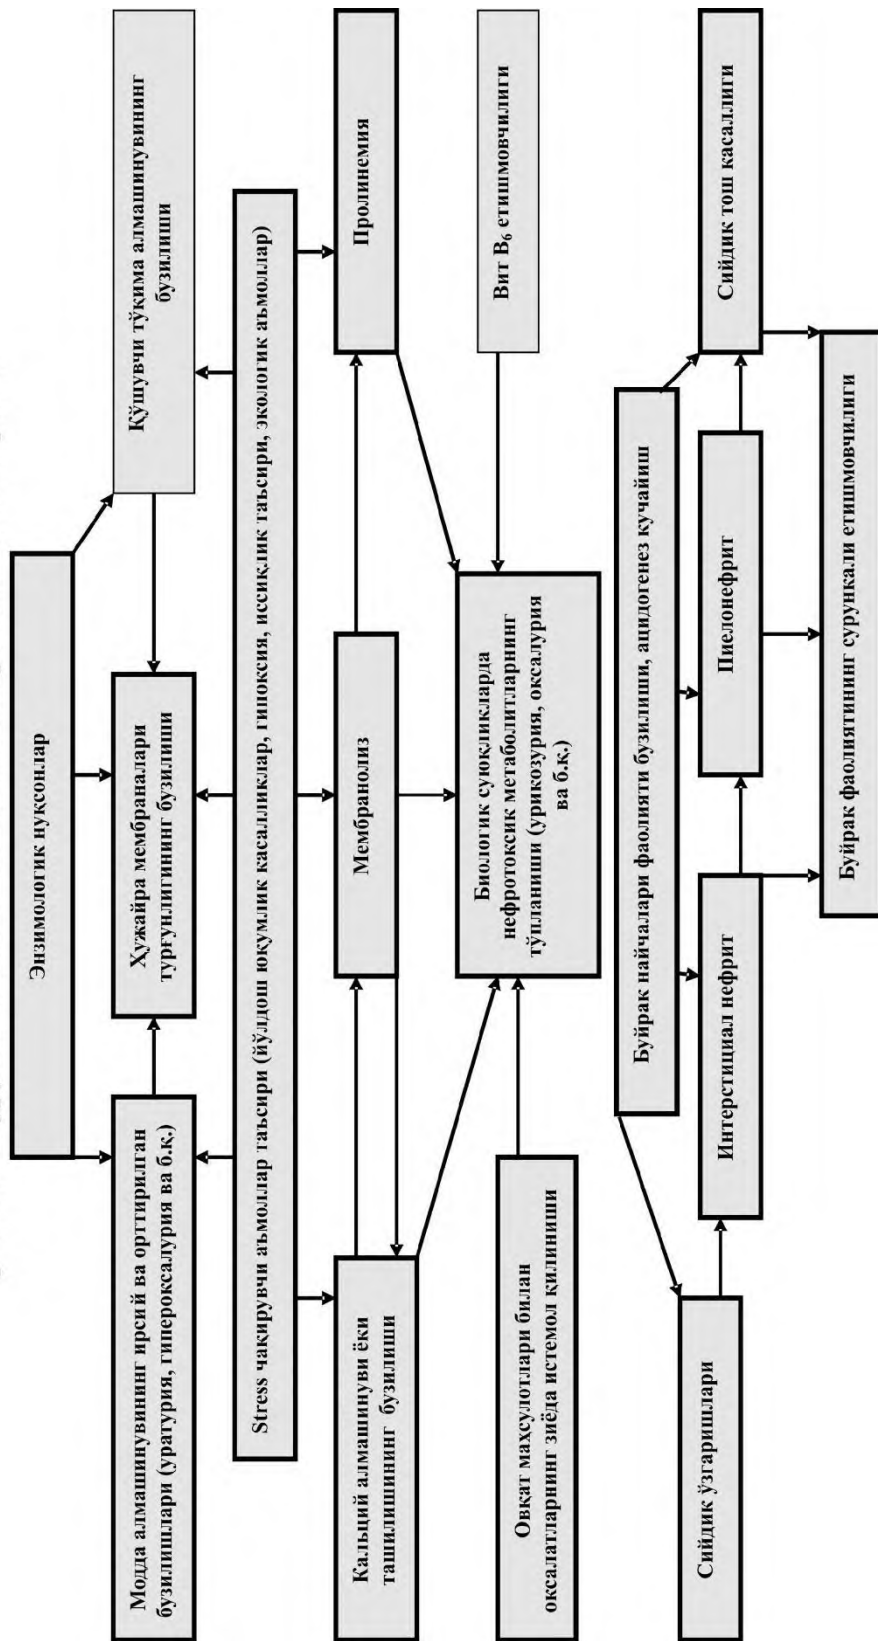 Энзимологик нуқсонлар
Модда алмашинувининг ирсий ва орттирилган
бузилишлари (уратурия, гипероксалурия ва б.қ.)
Ҳужайра мембраналари
турғунлигининг бузилиши
Қўшувчи тўқима алмашинувининг
бузилиши
Stress чақирувчи аъмоллар таъсири (йўлдош юқумлик касалликлар, гипоксия, иссиқлик таъсири, экологик аъмоллар)
Кальций алмашинуви ёки
ташилишининг бузилиши
Мембранолиз
Пролинемия
Овқат маҳсулотлари билан
оксалатларнинг зиёда истемол қилиниши
Биологик суюқликларда
нефротоксик метаболитларнинг
тўпланиши (урикозурия, оксалурия
ва б.қ.)
Вит B₆ етишмовчилиги
Буйрак найчалари фаолияти бузилиши, ацидогенез кучайиш
Сийдик ўзгаришлари
Интерстициал нефрит
Пиелонефрит
Сийдик тош касаллиги
Буйрак фаолиятининг сурункали етишмовчилиги